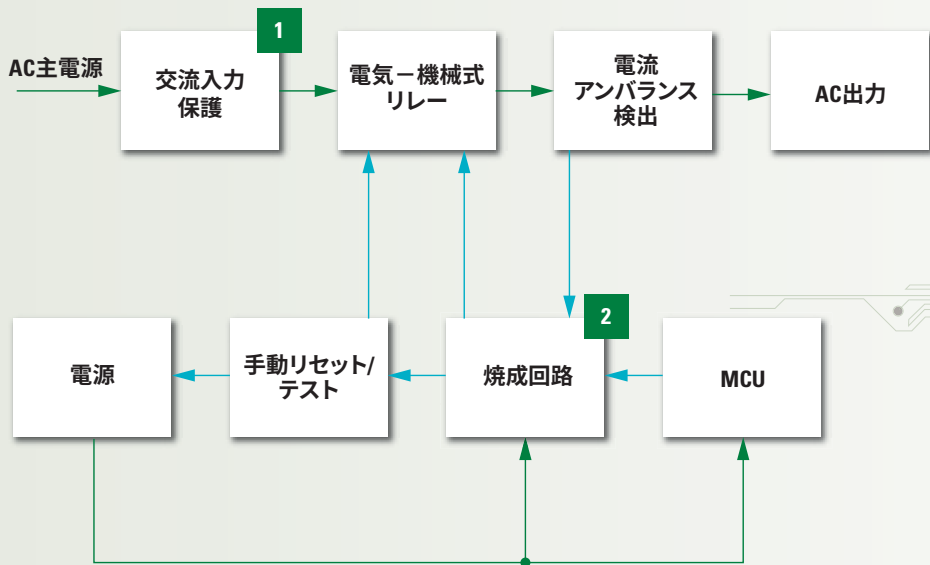 1
AC主電源
交流入力
保護
電気－機械式
リレー
電流
アンバランス
検出
AC出力
2
電源
手動リセット/
テスト
焼成回路
MCU